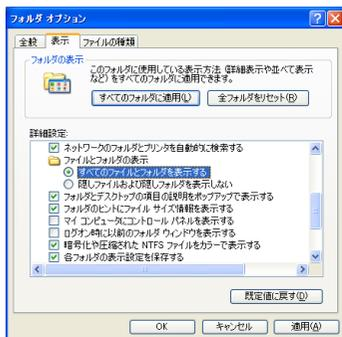 フォルダ オプション
全般 表示 ファイルの種類
フォルダの表示
このフォルダに使用している表示方法 (詳細表示や並べて表示
など) をすべてのフォルダに適用できます。
すべてのフォルダに適用(L) 全フォルダをリセット(R)
詳細設定:
ネットワークのフォルダとプリンタを自動的に検索する
ファイルとフォルダの表示
すべてのファイルとフォルダを表示する
隠しファイルおよび隠しフォルダを表示しない
フォルダとデスクトップの項目の説明をポップアップで表示する
フォルダのヒントにファイル サイズ情報を表示する
マイ コンピュータにコントロール パネルを表示する
ログオン時に以前のフォルダ ウィンドウを表示する
暗号化や圧縮された NTFS ファイルをカラーで表示する
各フォルダの表示設定を保存する
既定値に戻す(D)
OK キャンセル 適用(A)